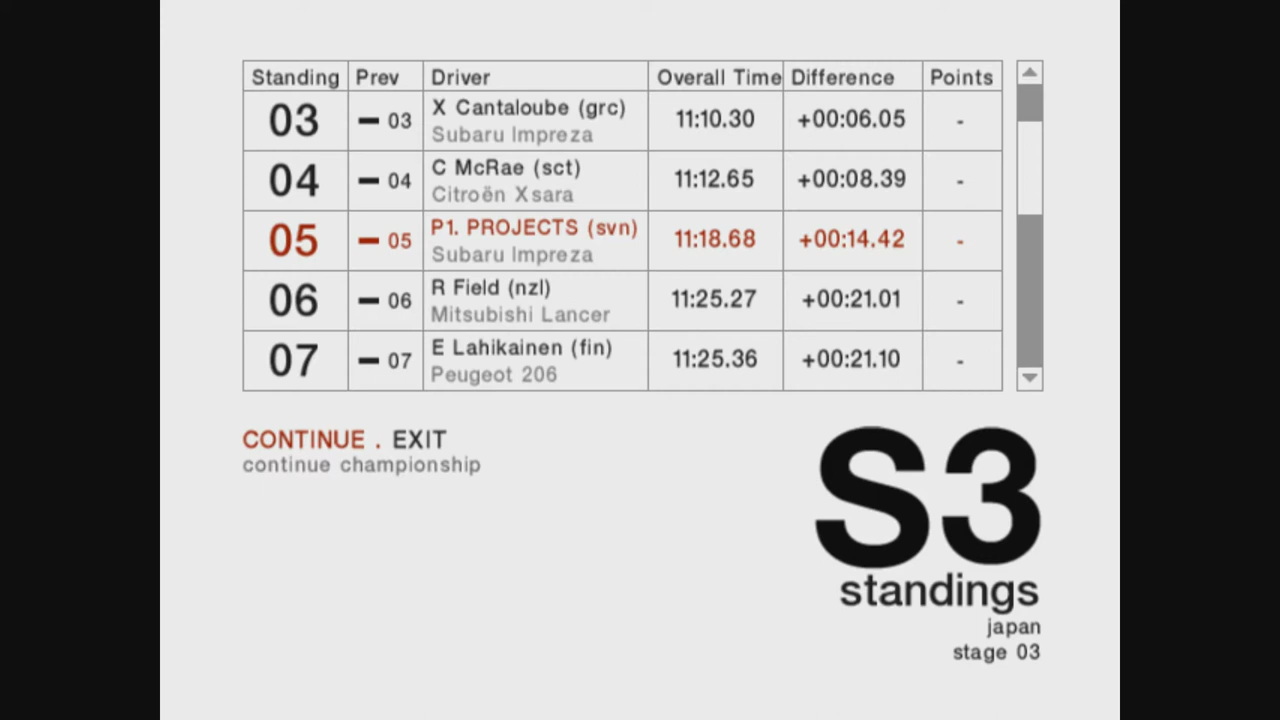 Standing Prev Driver Overall Time Difference Points
03 – 03 X Cantaloube (grc) 11:10.30 +00:06.05 -
Subaru Impreza
04 – 04 C McRae (sct) 11:12.65 +00:08.39 -
Citroën Xsara
05 – 05 P1. PROJECTS (svn) 11:18.68 +00:14.42 -
Subaru Impreza
06 – 06 R Field (nzl) 11:25.27 +00:21.01 -
Mitsubishi Lancer
07 – 07 E Lahikainen (fin) 11:25.36 +00:21.10 -
Peugeot 206
CONTINUE . EXIT
continue championship
S3
standings
japan
stage 03